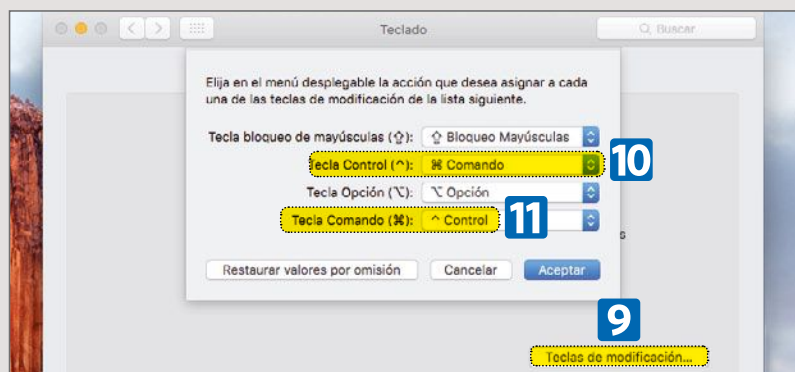 Teclado
Buscar
Elija en el menú desplegable la acción que desea asignar a cada
una de las teclas de modificación de la lista siguiente.
Tecla bloqueo de mayúsculas (⇪): ⇪ Bloqueo Mayúsculas
Tecla Control (^): ⌘ Comando
10
Tecla Opción (⌥): ⌥ Opción
Tecla Comando (⌘): ^ Control
11
s
Restaurar valores por omisión Cancelar Aceptar
9
Teclas de modificación...